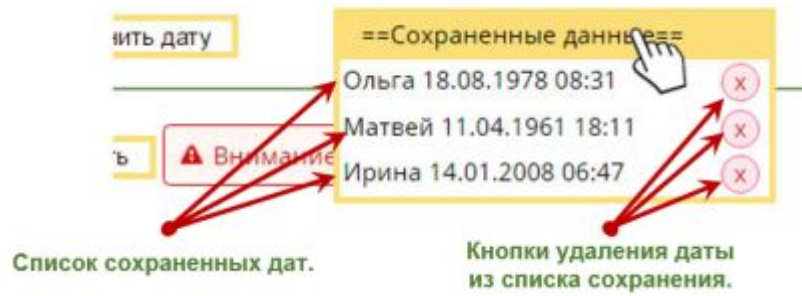 нить дату
==Сохраненные данные==
Ольга 18.08.1978 08:31 x
Матвей 11.04.1961 18:11 x
ть Внимание
Ирина 14.01.2008 06:47 x
Список сохраненных дат.
Кнопки удаления даты
из списка сохранения.